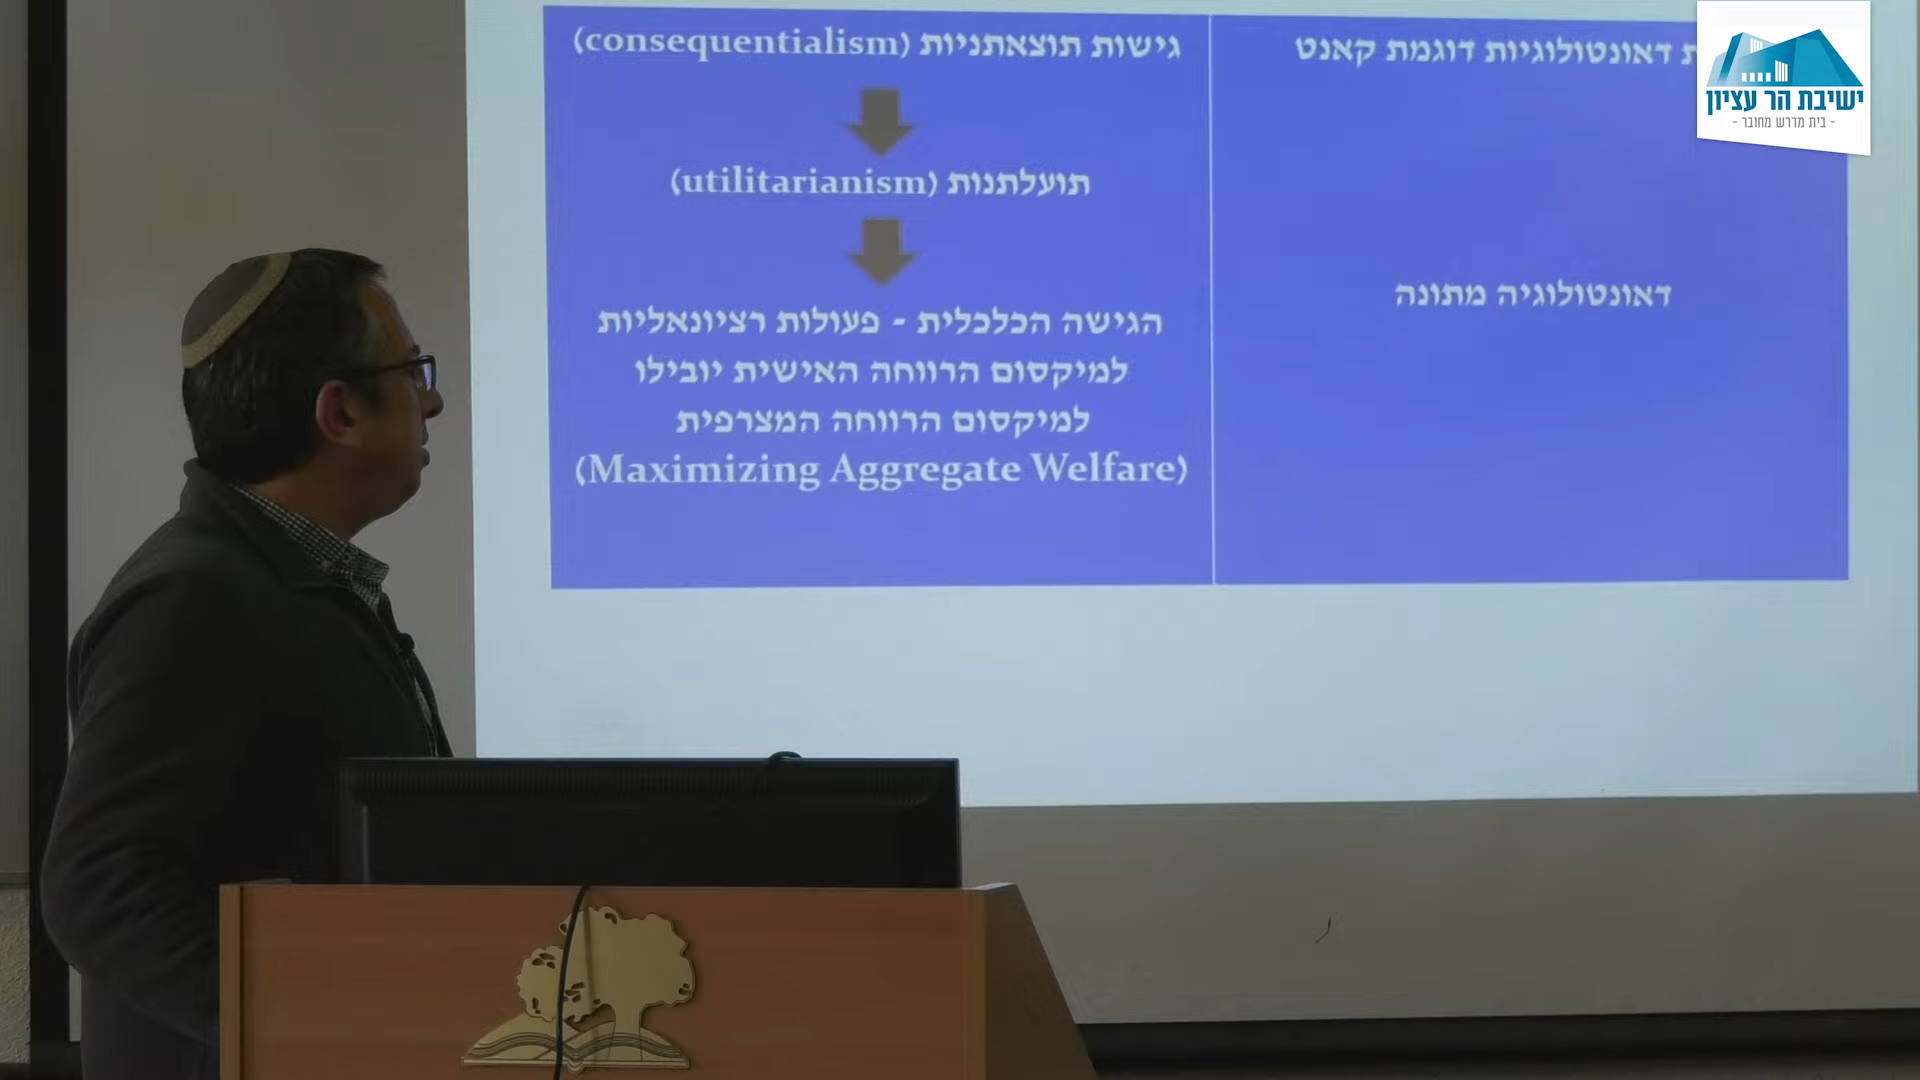 דאונטולוגיות דוגמת קאנט
דאונטולוגיה מתונה
גישות תוצאתניות (consequentialism)
תועלתנות (utilitarianism)
הגישה הכלכלית - פעולות רציונאליות
למיקסום הרווחה האישית יובילו
למיקסום הרווחה המצרפית
(Maximizing Aggregate Welfare)
ישיבת הר עציון
- בית מדרש מחובר -